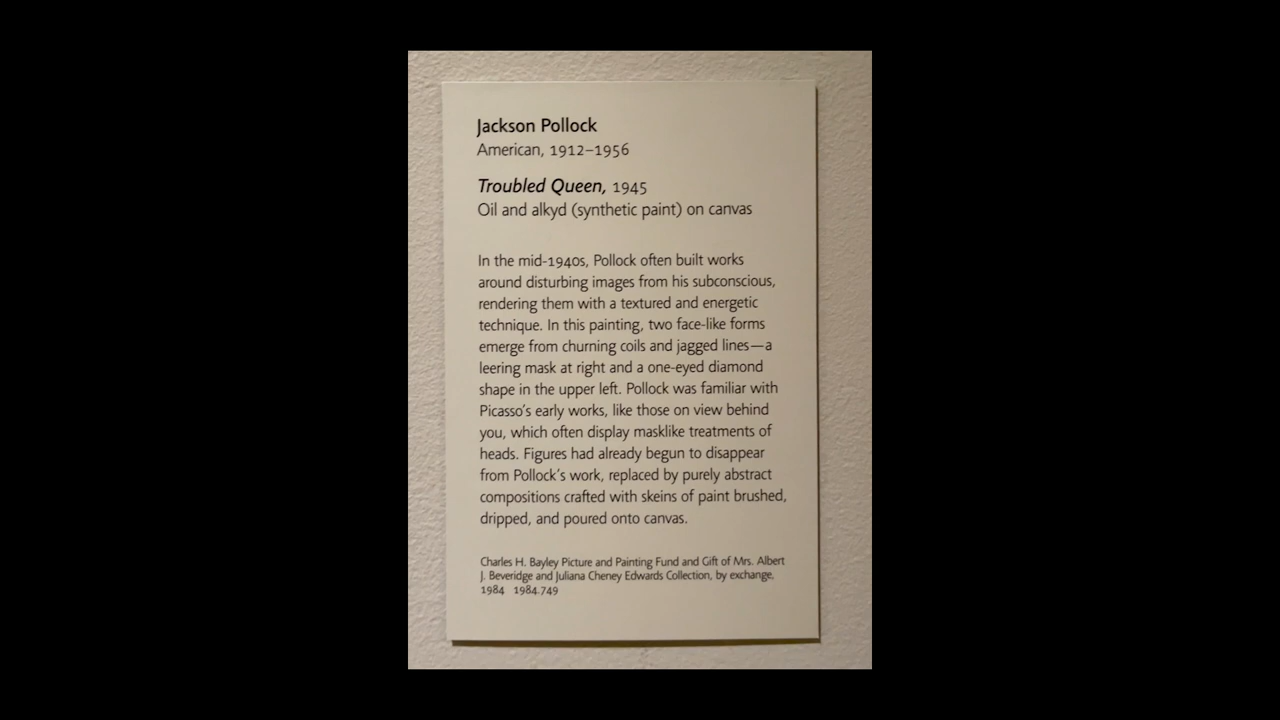 Jackson Pollock
American, 1912–1956
Troubled Queen, 1945
Oil and alkyd (synthetic paint) on canvas
In the mid-1940s, Pollock often built works
around disturbing images from his subconscious,
rendering them with a textured and energetic
technique. In this painting, two face-like forms
emerge from churning coils and jagged lines—a
leering mask at right and a one-eyed diamond
shape in the upper left. Pollock was familiar with
Picasso's early works, like those on view behind
you, which often display masklike treatments of
heads. Figures had already begun to disappear
from Pollock's work, replaced by purely abstract
compositions crafted with skeins of paint brushed,
dripped, and poured onto canvas.
Charles H. Bayley Picture and Painting Fund and Gift of Mrs. Albert
J. Beveridge and Juliana Cheney Edwards Collection, by exchange,
1984 1984.749